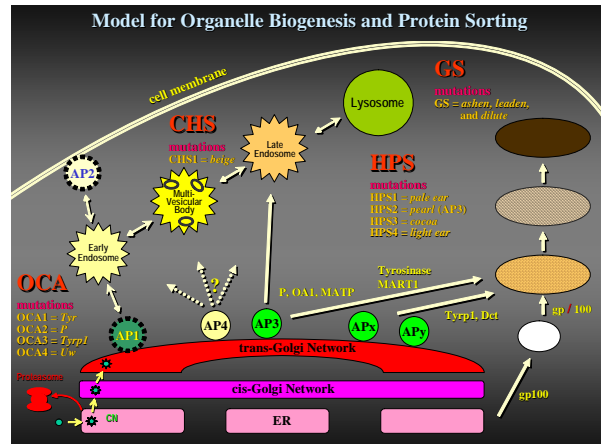 Model for Organelle Biogenesis and Protein Sorting
GS
mutations
GS = ashen, leaden,
and dilute
cell membrane
Lysosome
CHS
mutations
CHS1 = beige
Late
Endosome
HPS
mutations
HPS1 = pale ear
HPS2 = pearl (AP3)
HPS3 = cocoa
HPS4 = light ear
AP2
Multi-
Vesicular
Body
Early
Endosome
OCA
mutations
OCA1 = Tyr
OCA2 = P
OCA3 = Tyrp1
OCA4 = Uw
?
P, OA1, MATP
Tyrosinase
MART1
Tyrp1, Dct
gp / 100
AP1
AP4
AP3
APx
APy
trans-Golgi Network
cis-Golgi Network
gp100
Proteasome
CN
ER